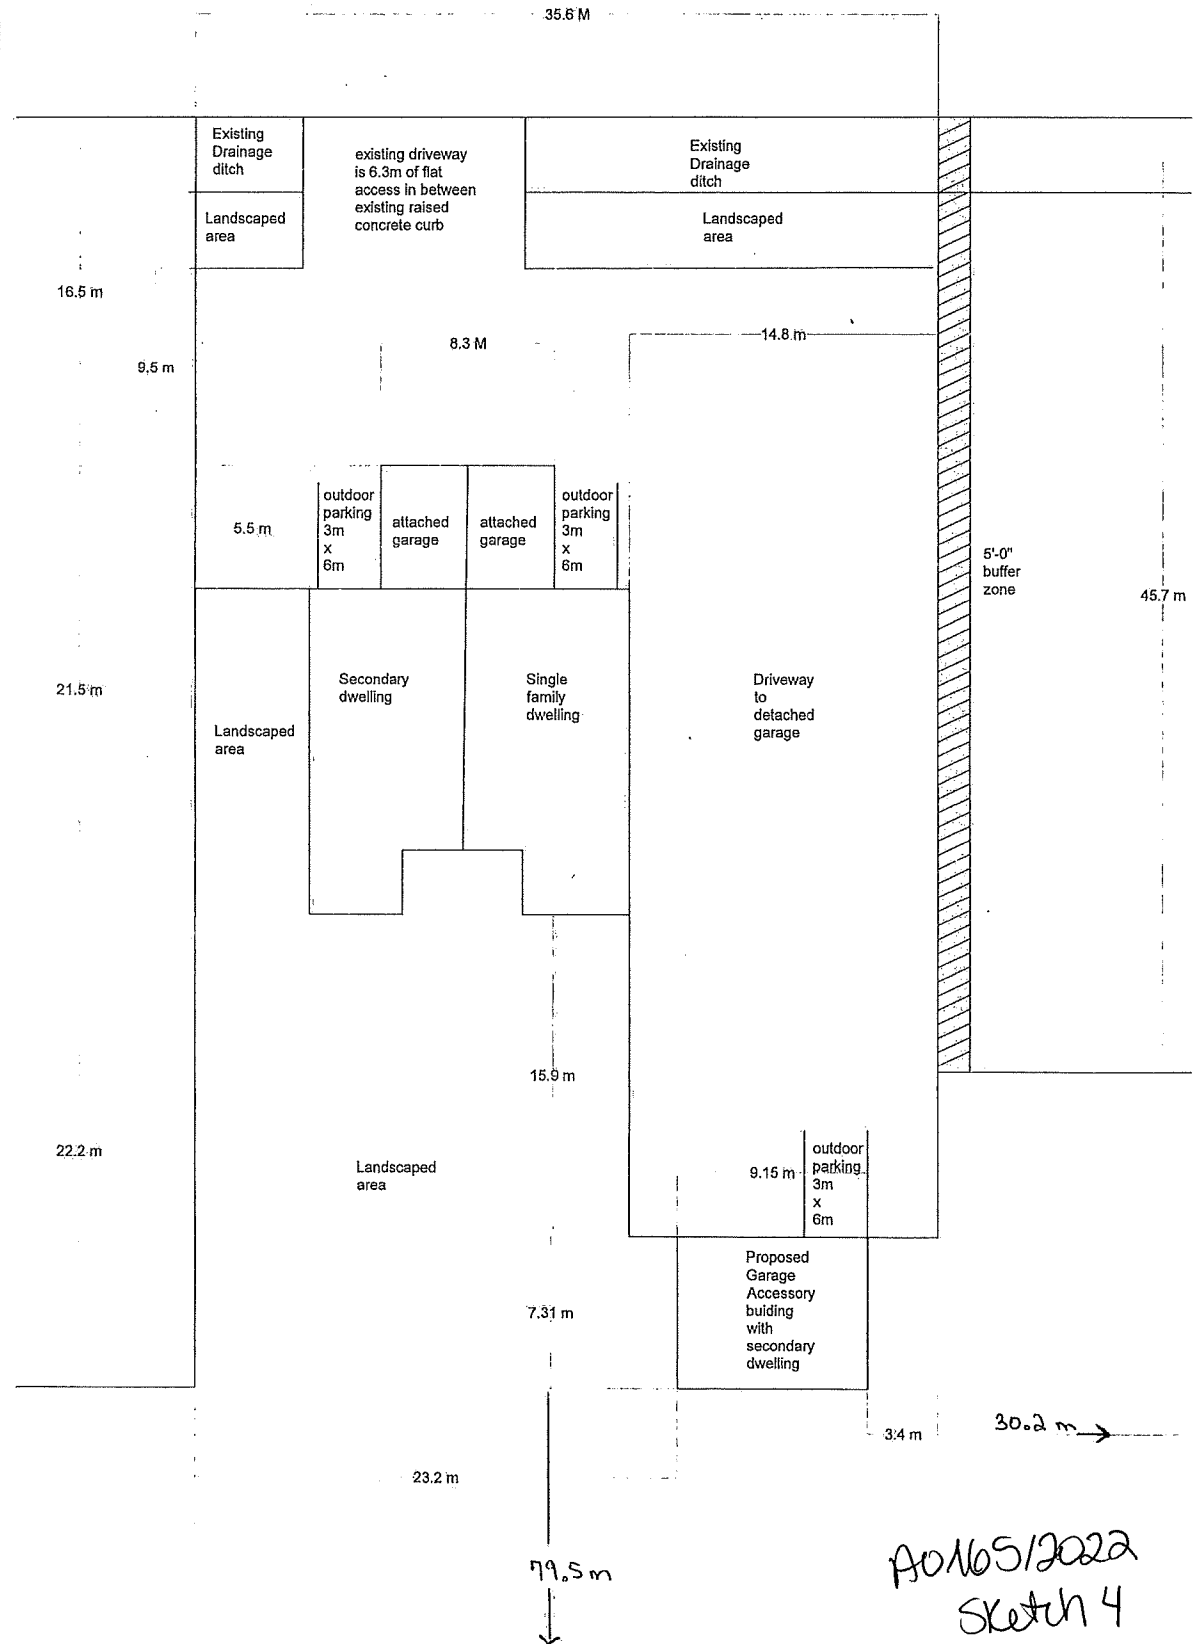 35.6 M
Existing
Drainage
ditch
existing driveway
is 6.3m of flat
access in between
existing raised
concrete curb
Existing
Drainage
ditch
Landscaped
area
Landscaped
area
16.5 m
14.8 m
8.3 M
9.5 m
5.5 m
outdoor
parking
3m
x
6m
attached
garage
attached
garage
outdoor
parking
3m
x
6m
5'-0"
buffer
zone
45.7 m
21.5 m
Secondary
dwelling
Single
family
dwelling
Driveway
to
detached
garage
Landscaped
area
15.9 m
22.2 m
Landscaped
area
9.15 m
outdoor
parking
3m
x
6m
Proposed
Garage
Accessory
buiding
with
secondary
dwelling
7.31 m
3.4 m
30.2 m
23.2 m
79.5 m
A0165/2022
Sketch 4